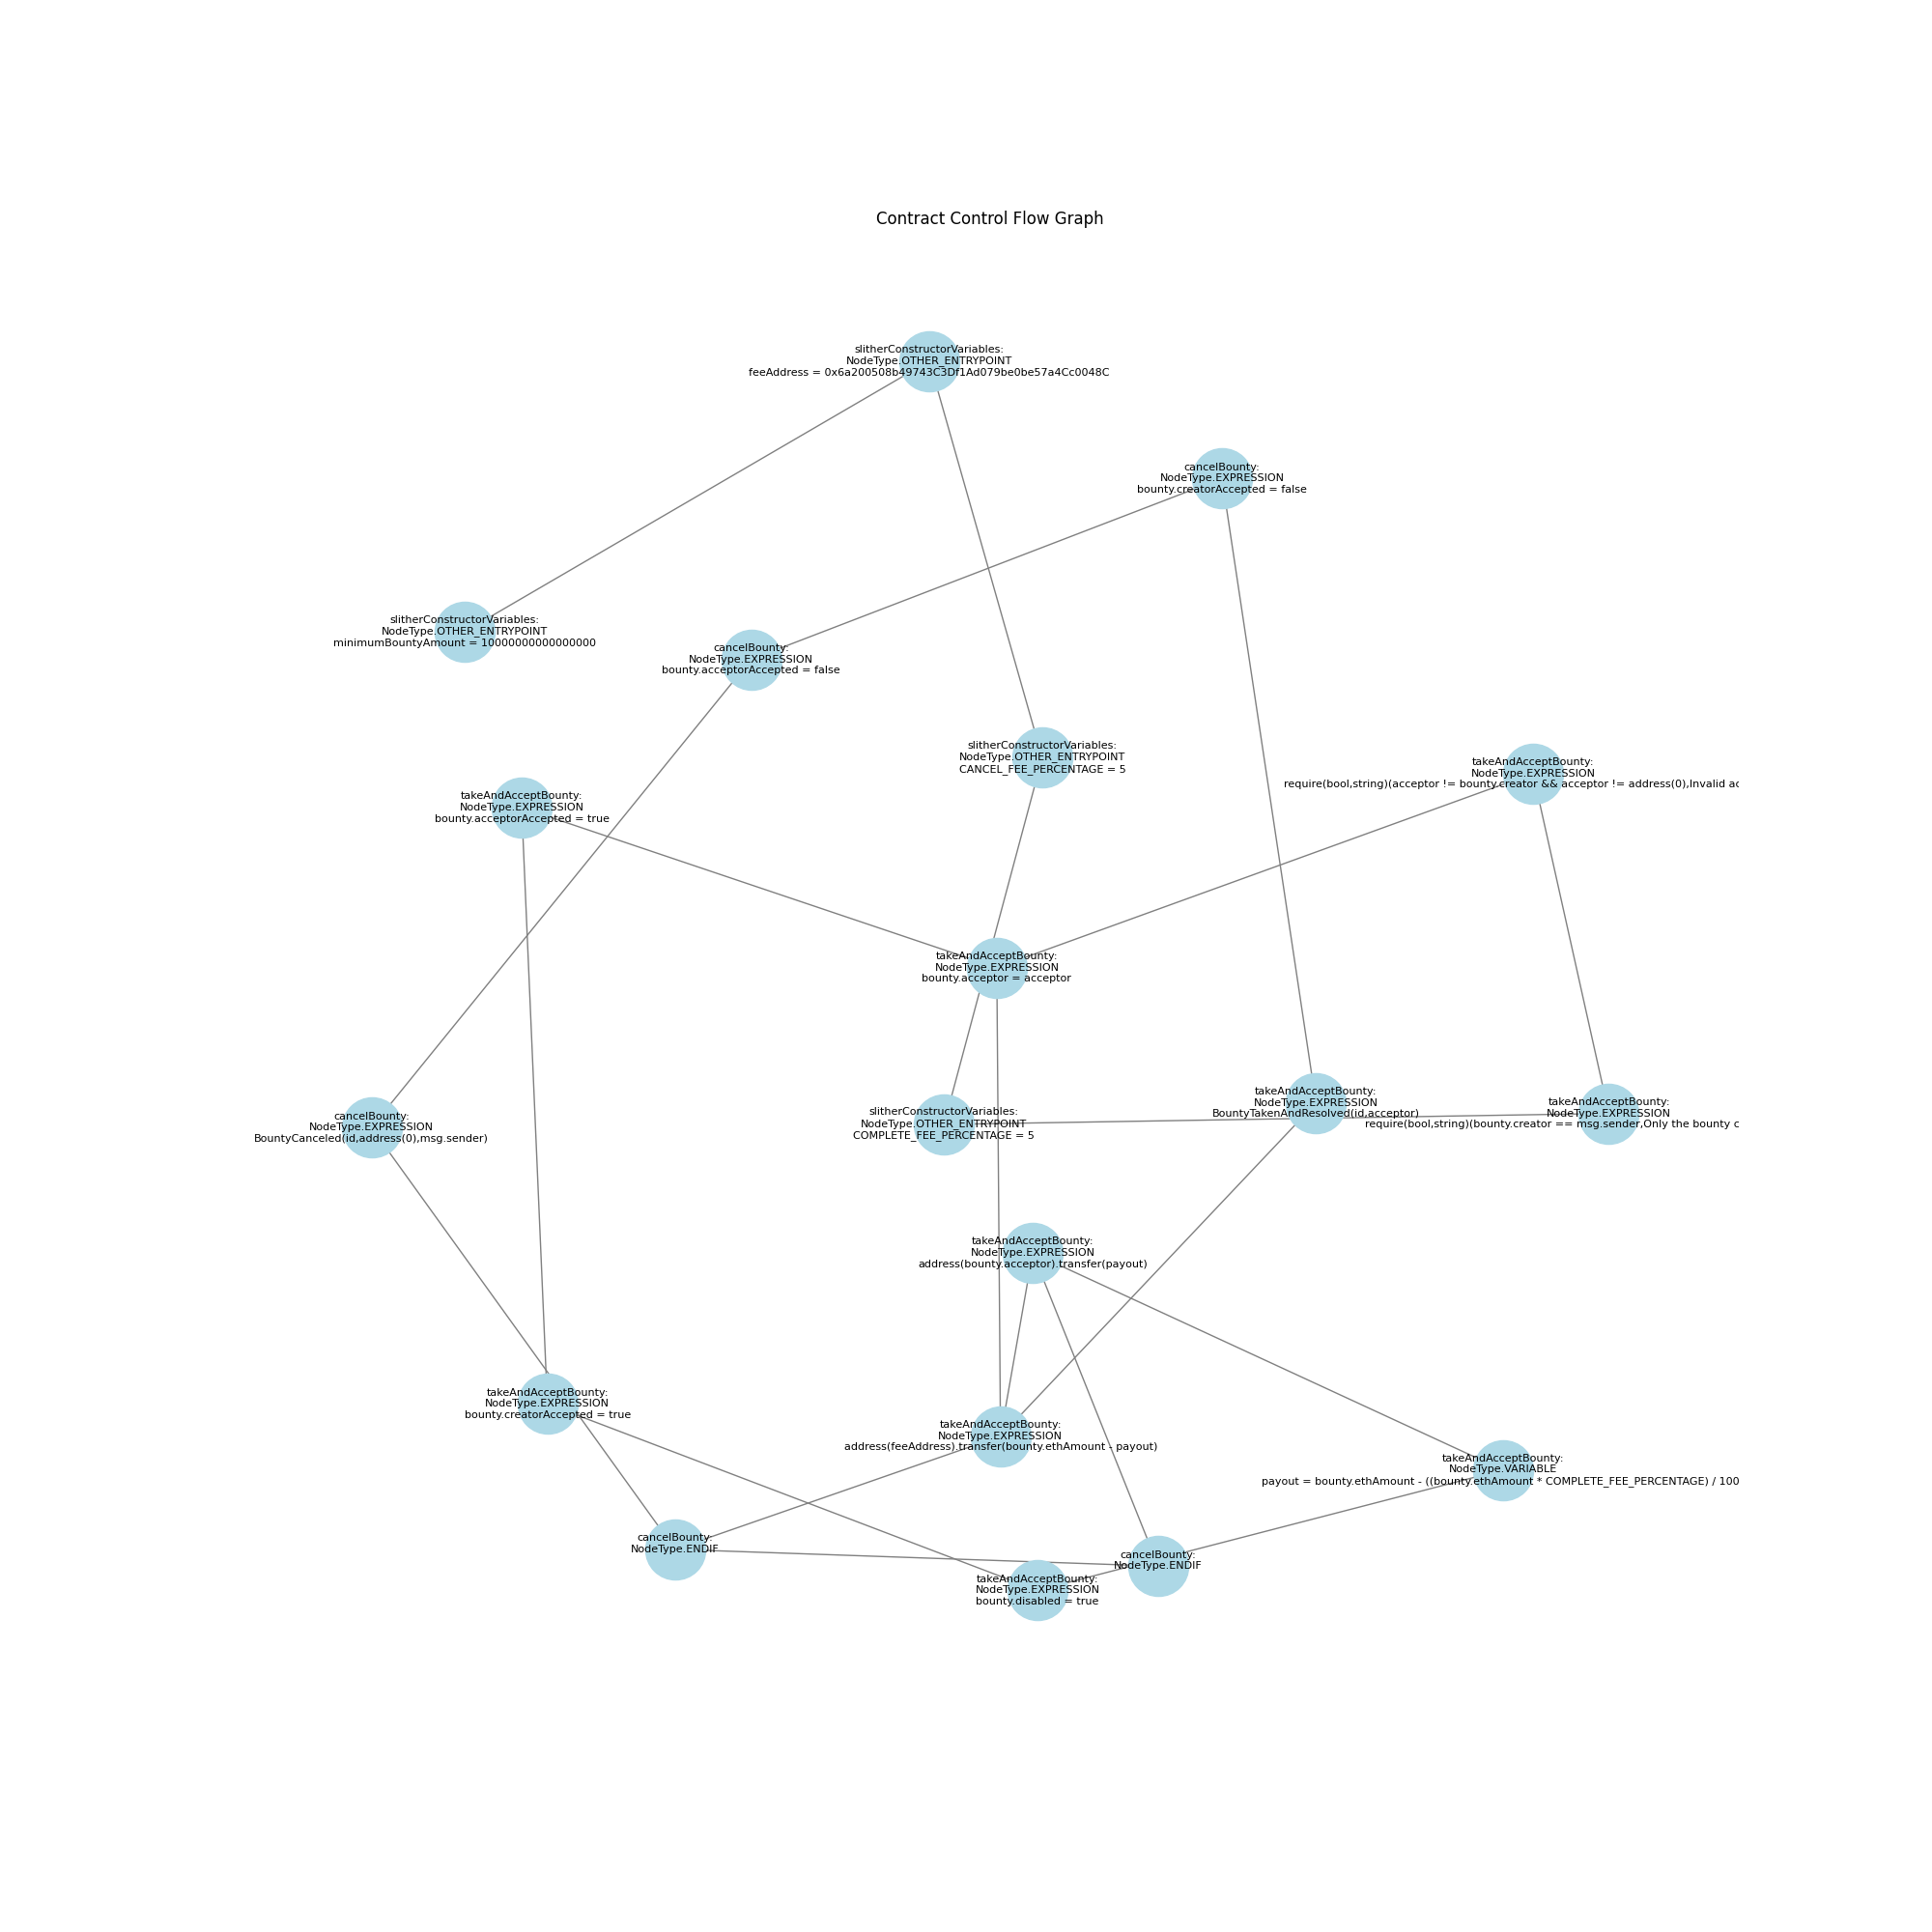 Contract Control Flow Graph
slitherConstructorVariables:
NodeType.OTHER_ENTRYPOINT
feeAddress = 0x6a200508b49743C3Df1Ad079be0be57a4Cc0048C
cancelBounty:
NodeType.EXPRESSION
bounty.creatorAccepted = false
slitherConstructorVariables:
NodeType.OTHER_ENTRYPOINT
minimumBountyAmount = 10000000000000000
cancelBounty:
NodeType.EXPRESSION
bounty.acceptorAccepted = false
slitherConstructorVariables:
NodeType.OTHER_ENTRYPOINT
CANCEL_FEE_PERCENTAGE = 5
takeAndAcceptBounty:
NodeType.EXPRESSION
require(bool,string)(acceptor != bounty.creator && acceptor != address(0),Invalid ac
takeAndAcceptBounty:
NodeType.EXPRESSION
bounty.acceptorAccepted = true
takeAndAcceptBounty:
NodeType.EXPRESSION
bounty.acceptor = acceptor
cancelBounty:
NodeType.EXPRESSION
BountyCanceled(id,address(0),msg.sender)
slitherConstructorVariables:
NodeType.OTHER_ENTRYPOINT
COMPLETE_FEE_PERCENTAGE = 5
takeAndAcceptBounty:
NodeType.EXPRESSION
BountyTakenAndResolved(id,acceptor)
takeAndAcceptBounty:
NodeType.EXPRESSION
require(bool,string)(bounty.creator == msg.sender,Only the bounty c
takeAndAcceptBounty:
NodeType.EXPRESSION
address(bounty.acceptor).transfer(payout)
takeAndAcceptBounty:
NodeType.EXPRESSION
bounty.creatorAccepted = true
takeAndAcceptBounty:
NodeType.EXPRESSION
address(feeAddress).transfer(bounty.ethAmount - payout)
takeAndAcceptBounty:
NodeType.VARIABLE
payout = bounty.ethAmount - ((bounty.ethAmount * COMPLETE_FEE_PERCENTAGE) / 100
cancelBounty:
NodeType.ENDIF
cancelBounty:
NodeType.ENDIF
takeAndAcceptBounty:
NodeType.EXPRESSION
bounty.disabled = true